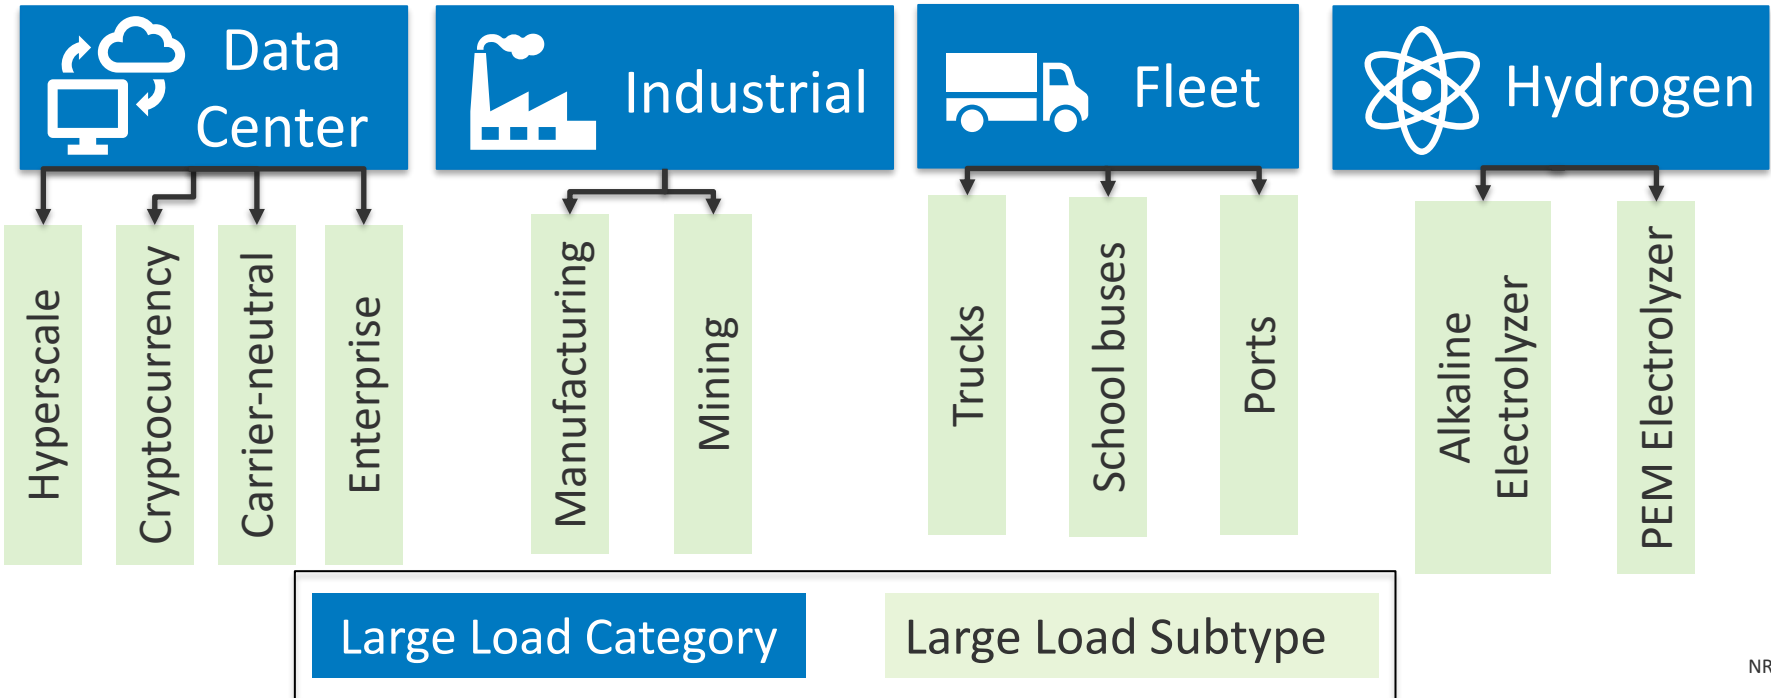 Data
Center
Industrial
Fleet
Hydrogen
Hyperscale
Cryptocurrency
Carrier-neutral
Enterprise
Manufacturing
Mining
Trucks
School buses
Ports
Alkaline
Electrolyzer
PEM Electrolyzer
Large Load Category
Large Load Subtype